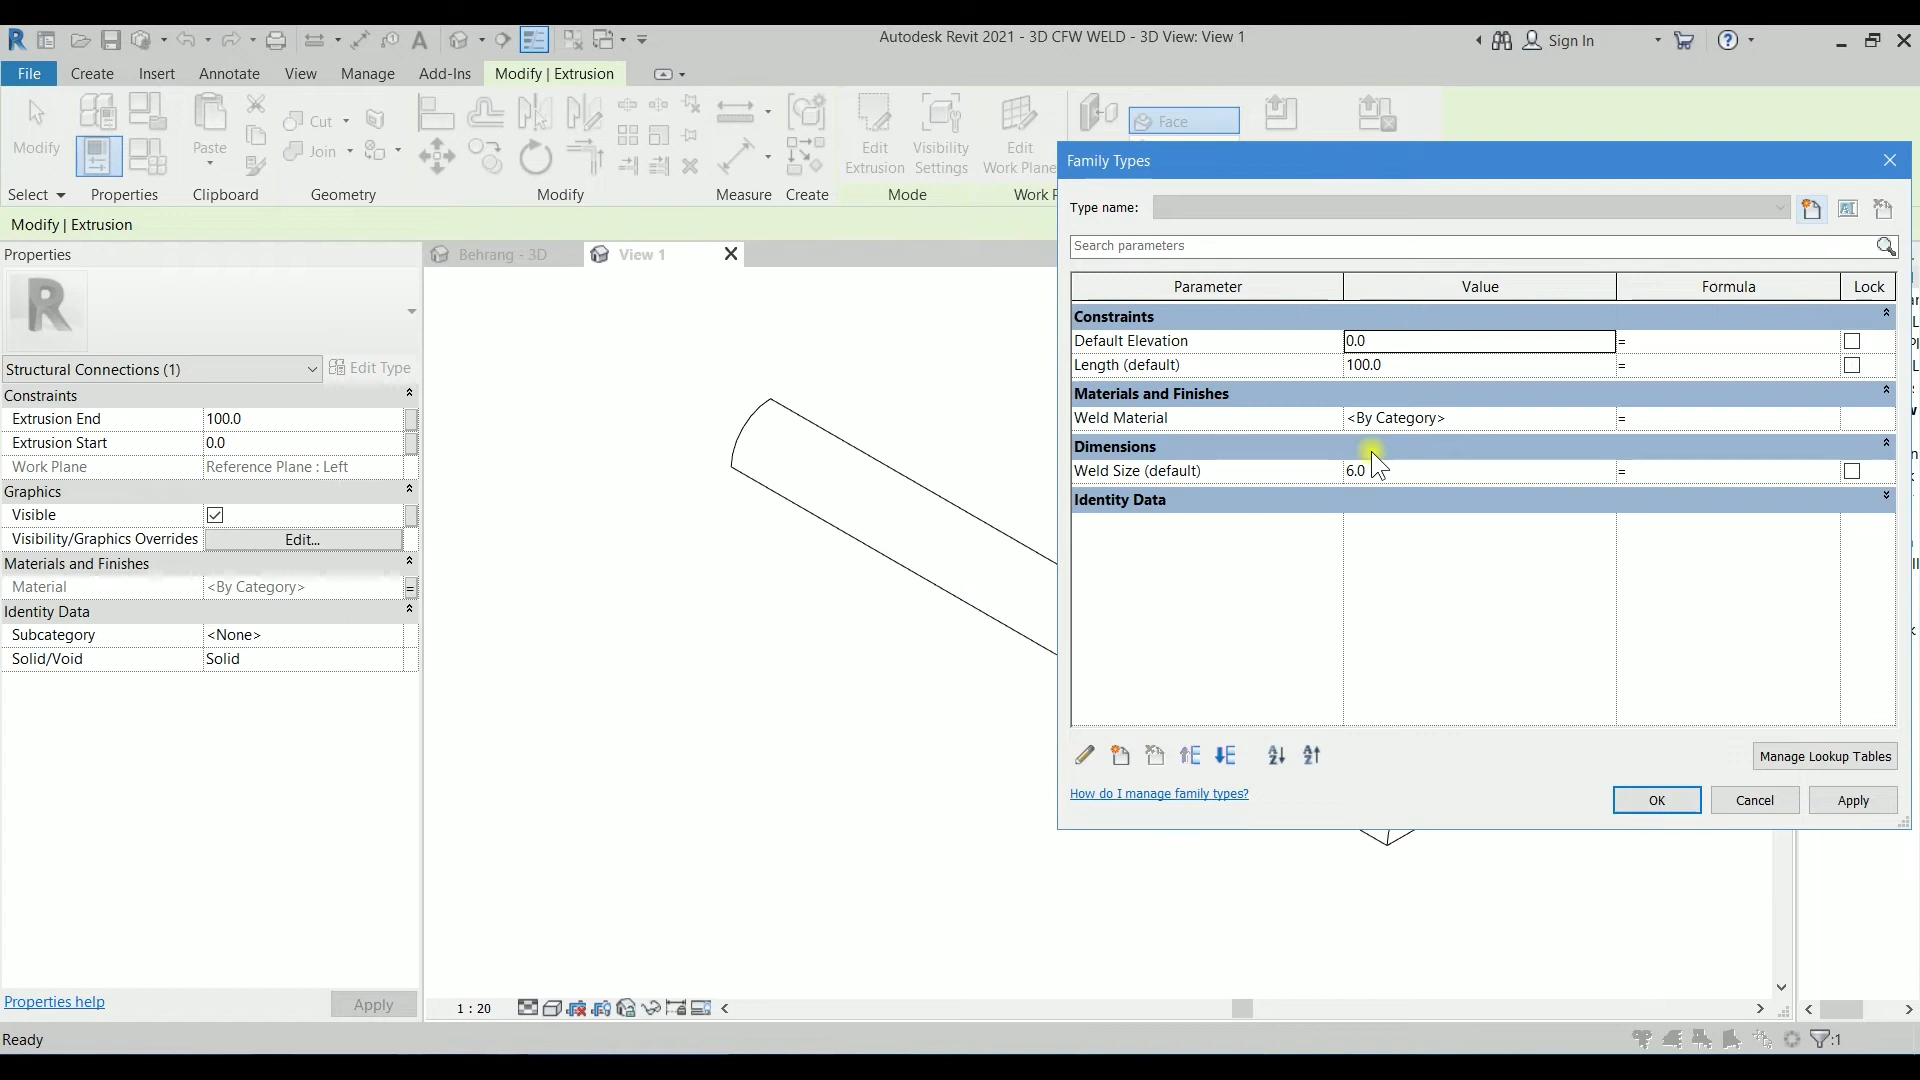 Autodesk Revit 2021 - 3D CFW WELD - 3D View: View 1
Sign In
File Create Insert Annotate View Manage Add-Ins Modify | Extrusion
Modify
Paste
Cut
Join
Edit Extrusion
Visibility Settings
Edit Work Plane
Face
Select Properties Clipboard Geometry Modify Measure Create Mode Work P
Modify | Extrusion
Properties
Structural Connections (1) Edit Type
Constraints
Extrusion End 100.0
Extrusion Start 0.0
Work Plane Reference Plane : Left
Graphics
Visible
Visibility/Graphics Overrides Edit...
Materials and Finishes
Material <By Category> =
Identity Data
Subcategory <None>
Solid/Void Solid
Properties help Apply
Behrang - 3D View 1
1 : 20
Ready
:1
Family Types
Type name:
Search parameters
Parameter Value Formula Lock
Constraints
Default Elevation 0.0 =
Length (default) 100.0 =
Materials and Finishes
Weld Material <By Category> =
Dimensions
Weld Size (default) 6.0 =
Identity Data
Manage Lookup Tables
How do I manage family types?
OK Cancel Apply